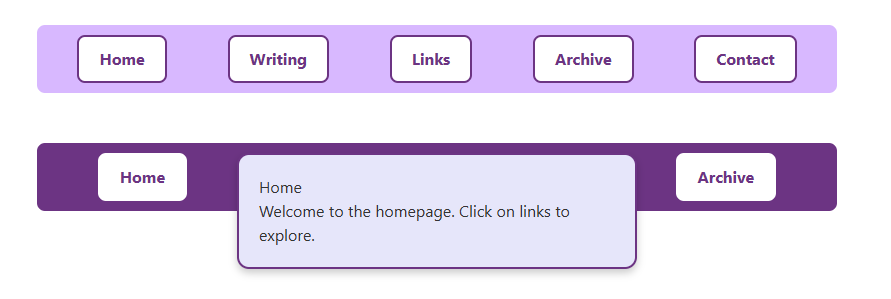 Home Writing Links Archive Contact
Home Archive
Home
Welcome to the homepage. Click on links to
explore.